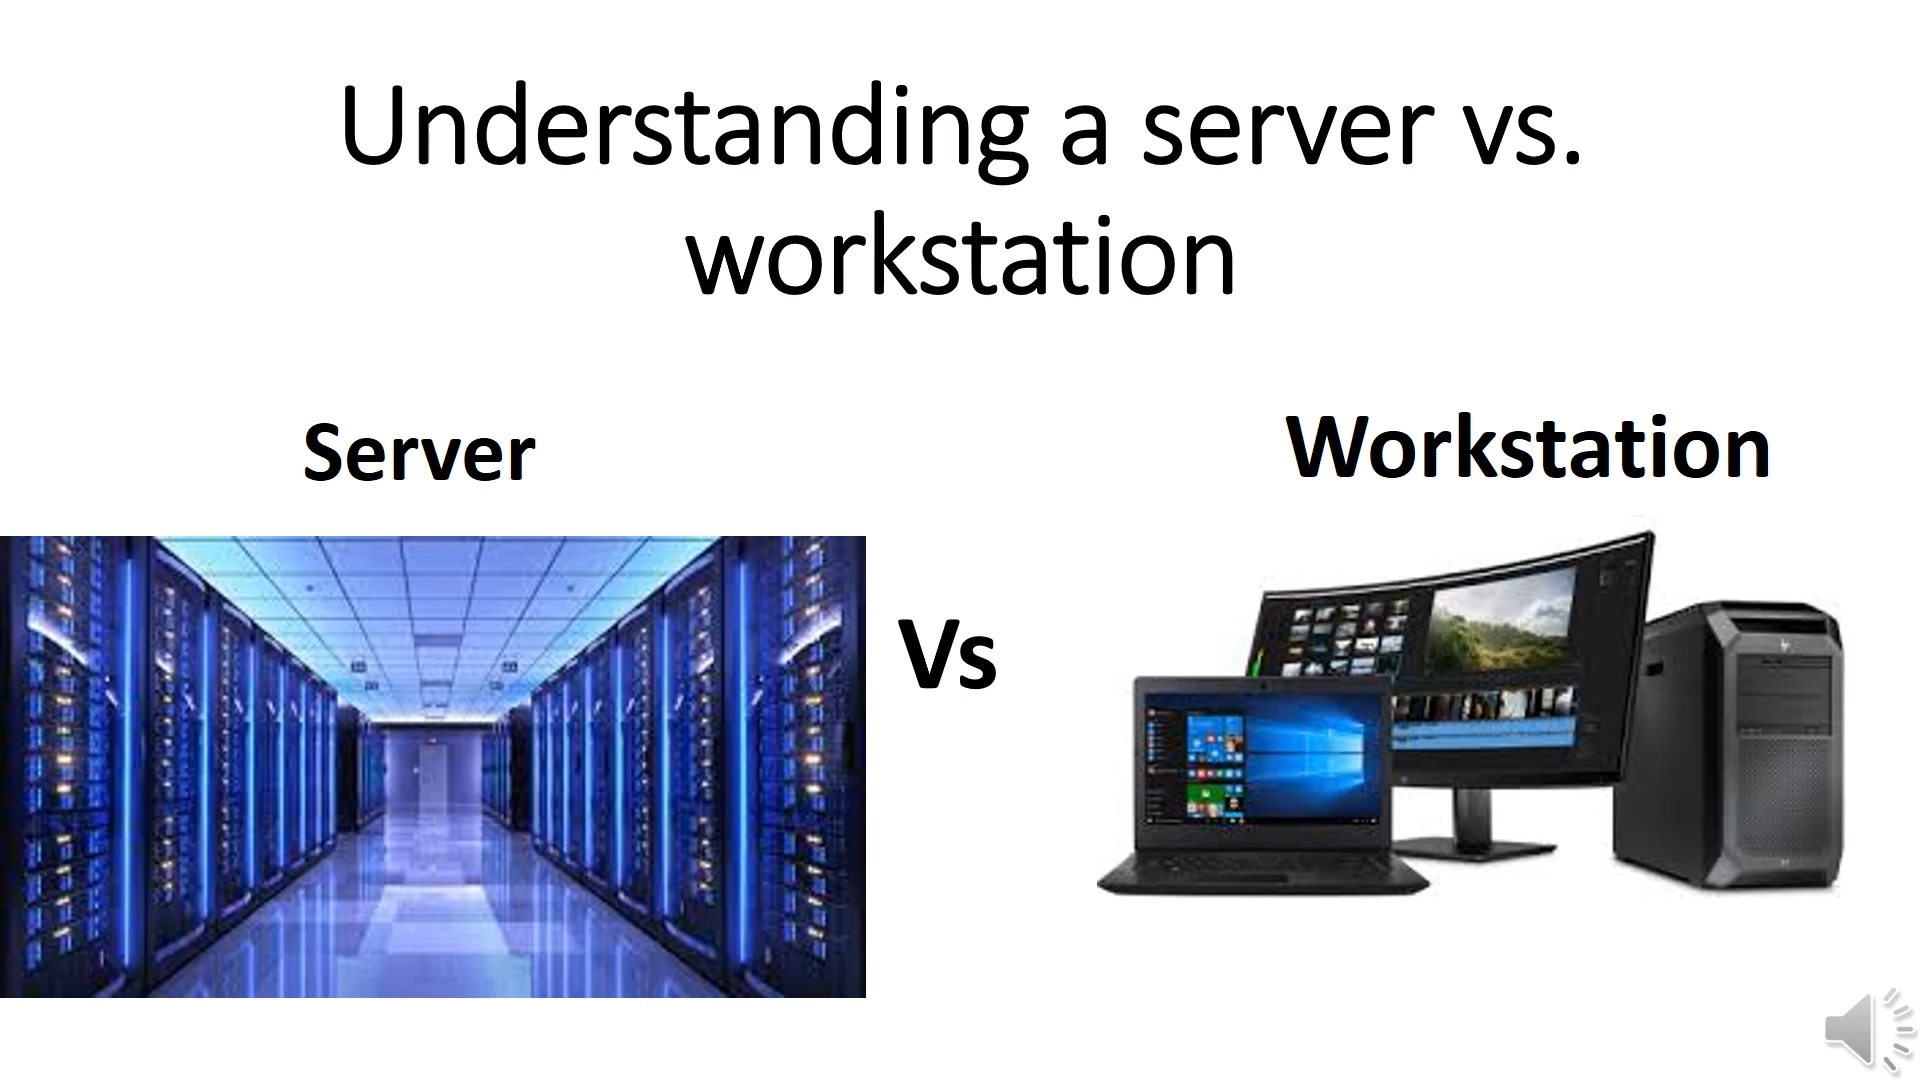 Understanding a server vs.
workstation
Server
Workstation
Vs